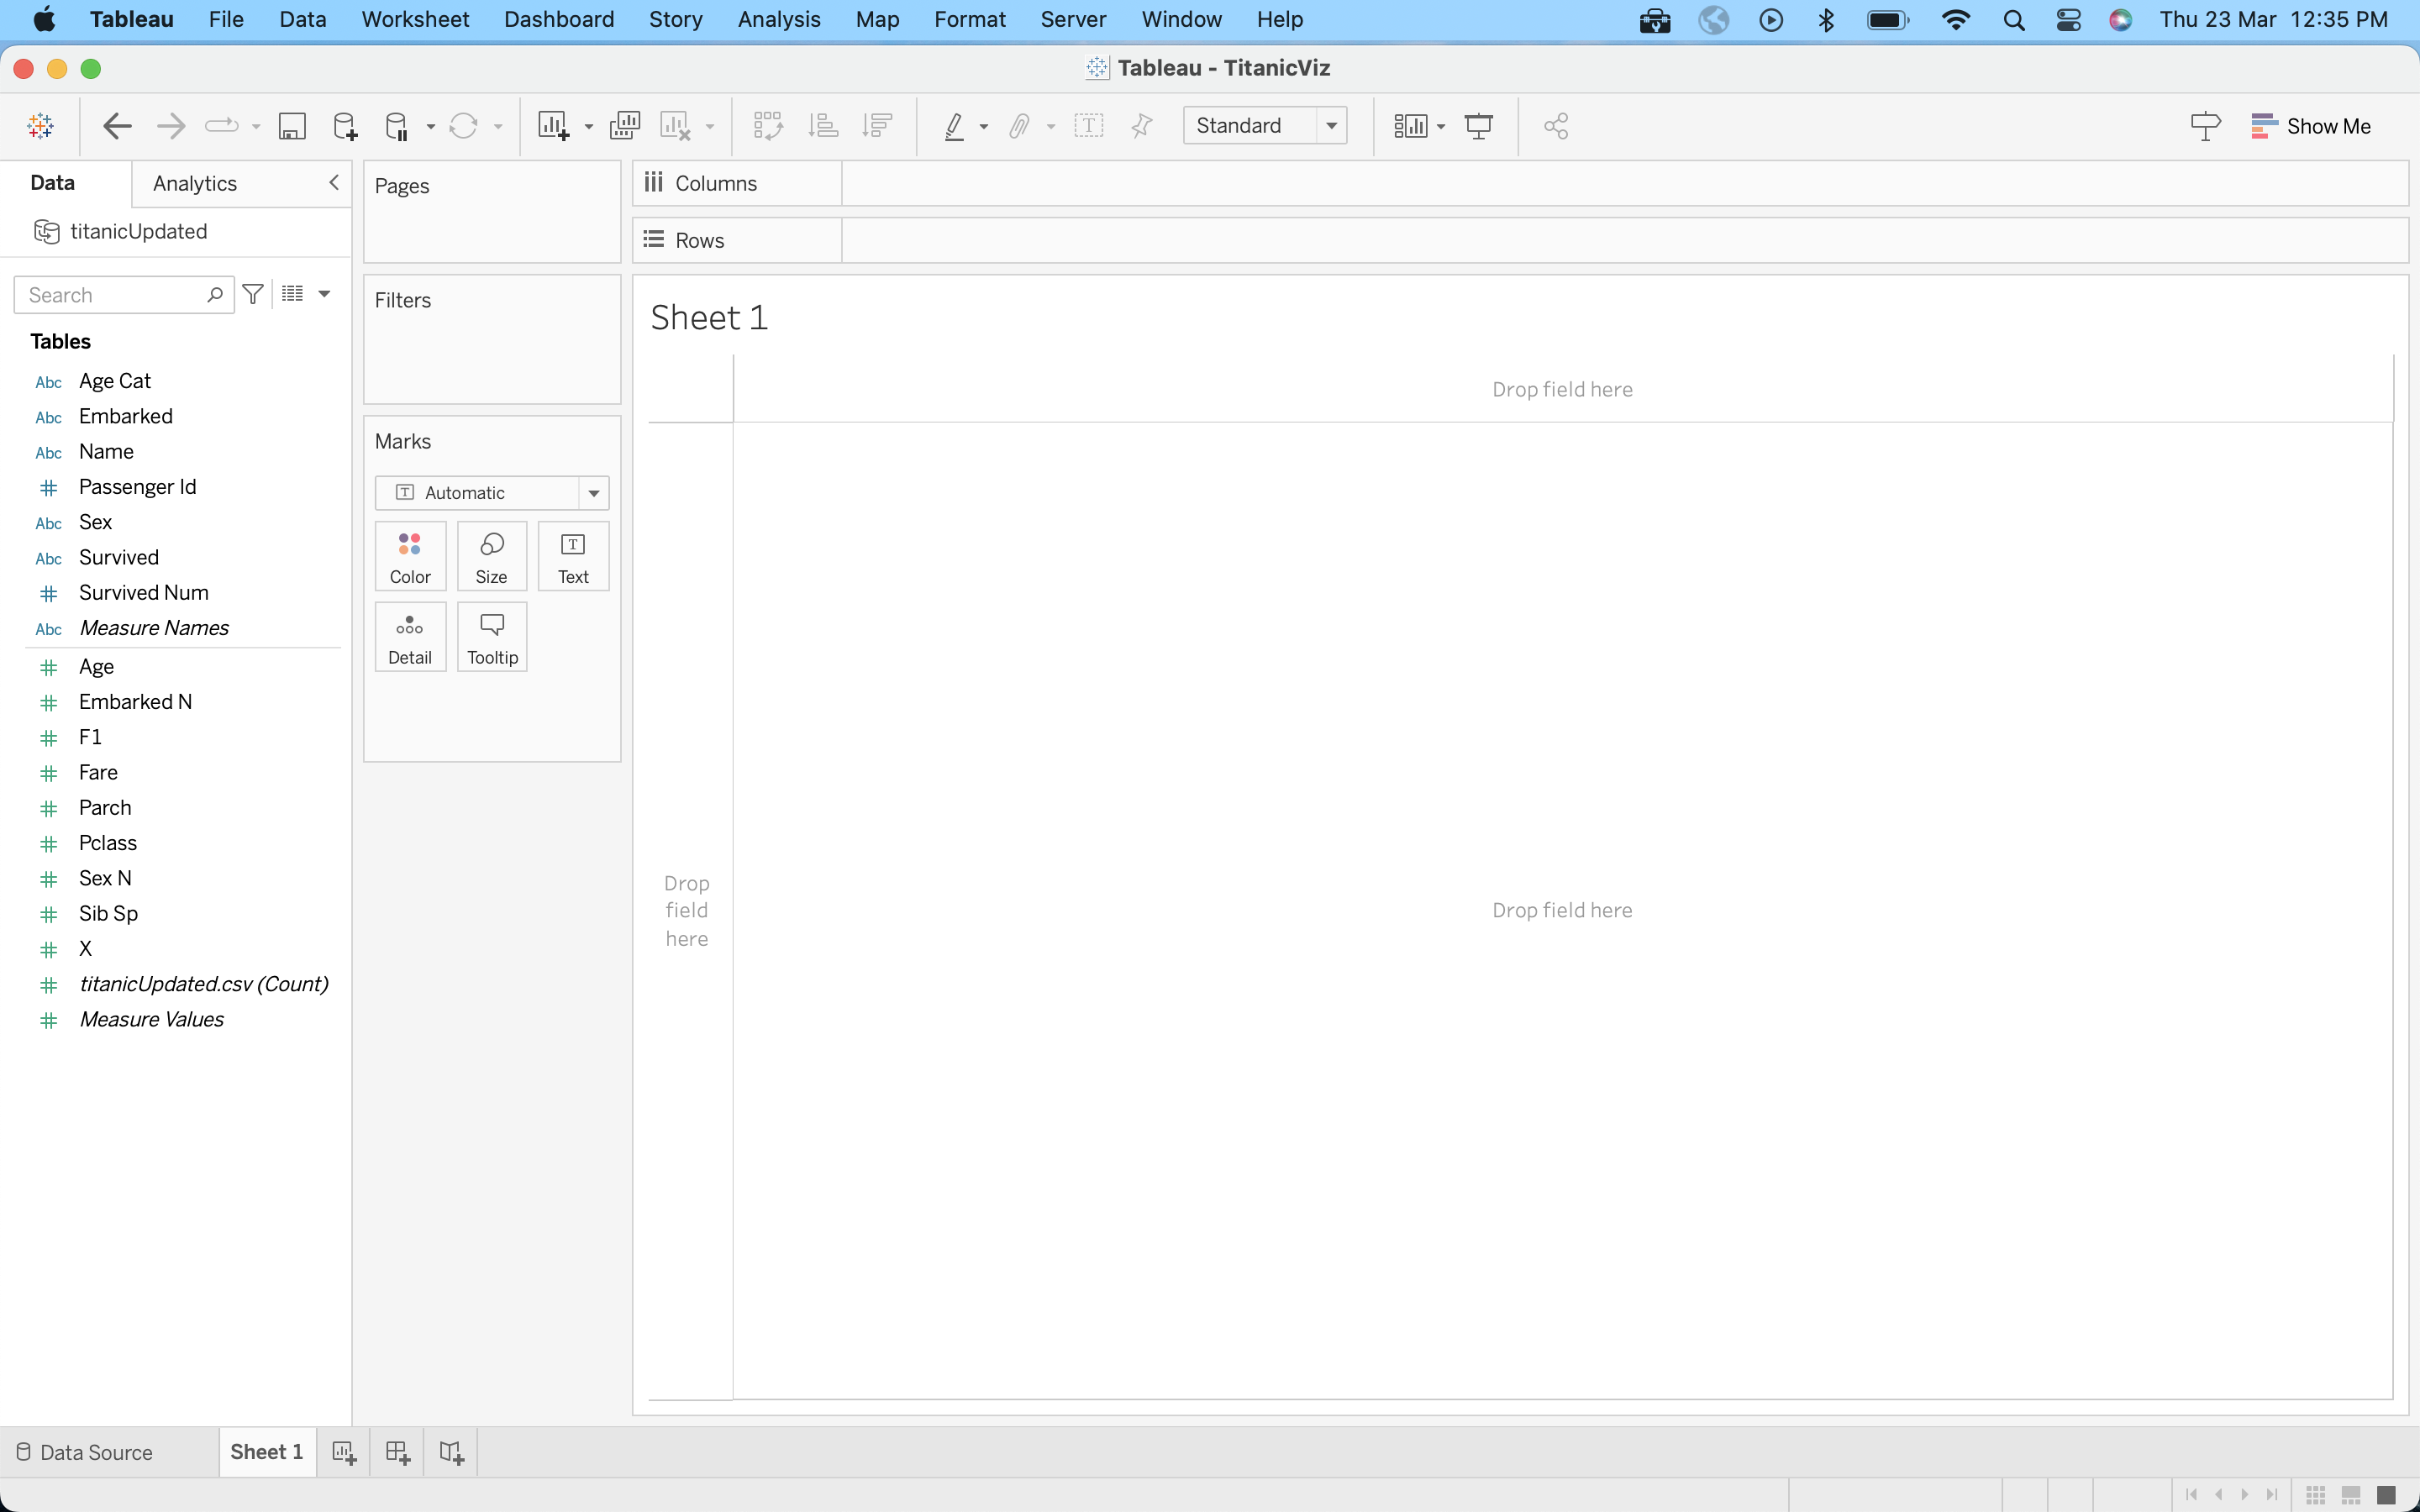 Tableau File Data Worksheet Dashboard Story Analysis Map Format Server Window Help Thu 23 Mar 12:35 PM
Tableau - TitanicViz
Standard Show Me
Data Analytics
titanicUpdated
Search
Tables
Abc Age Cat
Abc Embarked
Abc Name
# Passenger Id
Abc Sex
Abc Survived
# Survived Num
Abc Measure Names
# Age
# Embarked N
# F1
# Fare
# Parch
# Pclass
# Sex N
# Sib Sp
# X
# titanicUpdated.csv (Count)
# Measure Values
Pages
Filters
Marks
T Automatic
Color Size T Text
Detail Tooltip
Columns
Rows
Sheet 1
Drop field here
Drop
field
here
Drop field here
Data Source Sheet 1